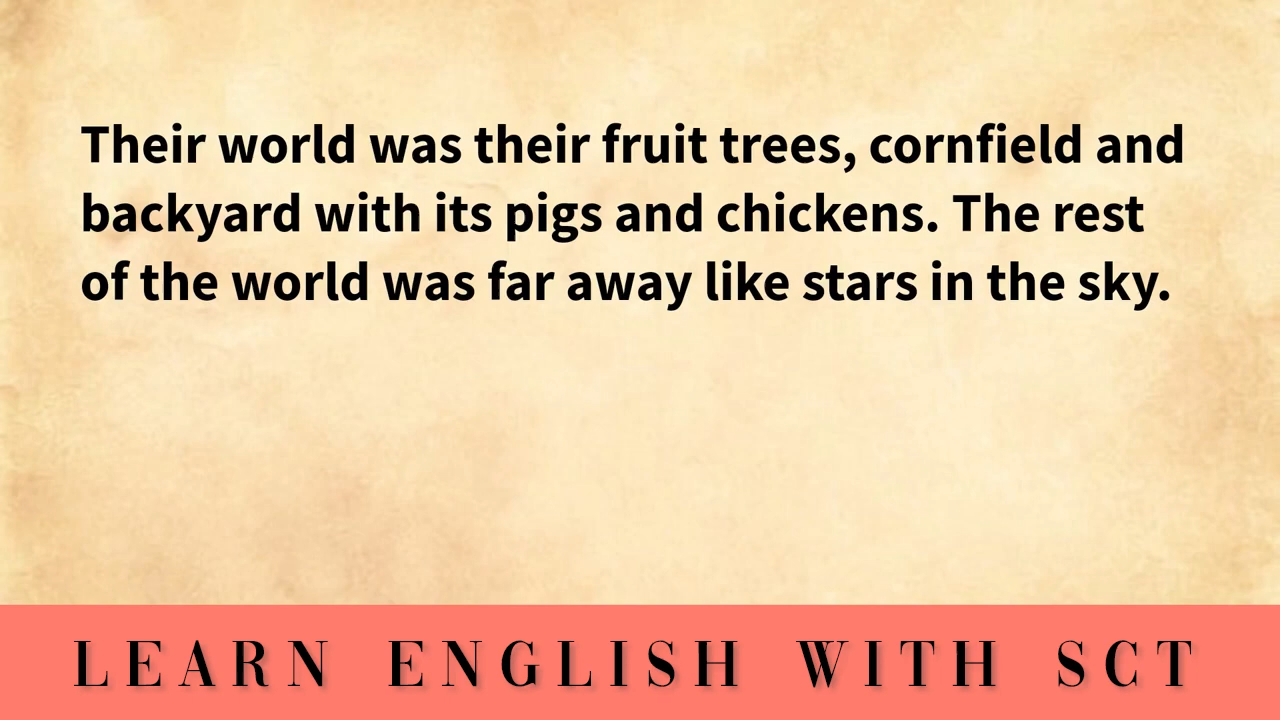 Their world was their fruit trees, cornfield and
backyard with its pigs and chickens. The rest
of the world was far away like stars in the sky.
LEARN ENGLISH WITH SCT